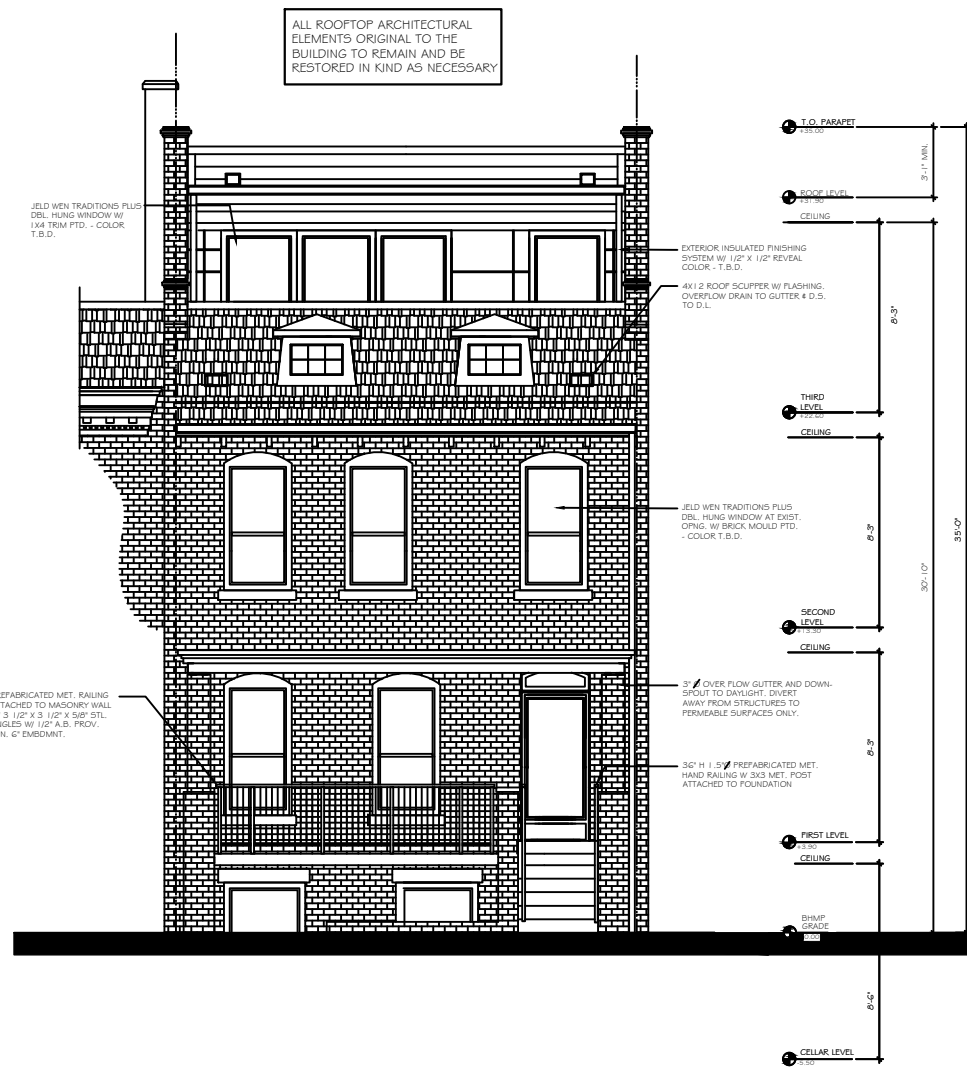 ALL ROOFTOP ARCHITECTURAL
ELEMENTS ORIGINAL TO THE
BUILDING TO REMAIN AND BE
RESTORED IN KIND AS NECESSARY
JELD WEN TRADITIONS PLUS
DBL. HUNG WINDOW W/
1X4 TRIM PTD. - COLOR
T.B.D.
EXTERIOR INSULATED FINISHING
SYSTEM W/ 1/2" X 1/2" REVEAL
COLOR - T.B.D.
4X12 ROOF SCUPPER W/ FLASHING.
OVERFLOW DRAIN TO GUTTER & D.S.
TO D.L.
JELD WEN TRADITIONS PLUS
DBL. HUNG WINDOW AT EXIST.
OPNG. W/ BRICK MOULD PTD.
- COLOR T.B.D.
EFABRICATED MET. RAILING
TACHED TO MASONRY WALL
3 1/2" X 3 1/2" X 5/8" STL.
GLES W/ 1/2" A.B. PROV.
N. 6" EMBDMNT.
3" Ø OVER FLOW GUTTER AND DOWN-
SPOUT TO DAYLIGHT. DIVERT
AWAY FROM STRUCTURES TO
PERMEABLE SURFACES ONLY.
36" H 1.5"Ø PREFABRICATED MET.
HAND RAILING W 3X3 MET. POST
ATTACHED TO FOUNDATION
T.O. PARAPET
+35.00
3'-1" MIN.
ROOF LEVEL
+31.90
CEILING
8'-3"
THIRD
LEVEL
+22.60
CEILING
8'-3"
35'-0"
30'-10"
SECOND
LEVEL
+13.30
CEILING
8'-3"
FIRST LEVEL
+3.90
CEILING
BHMP
GRADE
0.00
8'-6"
CELLAR LEVEL
-5.50